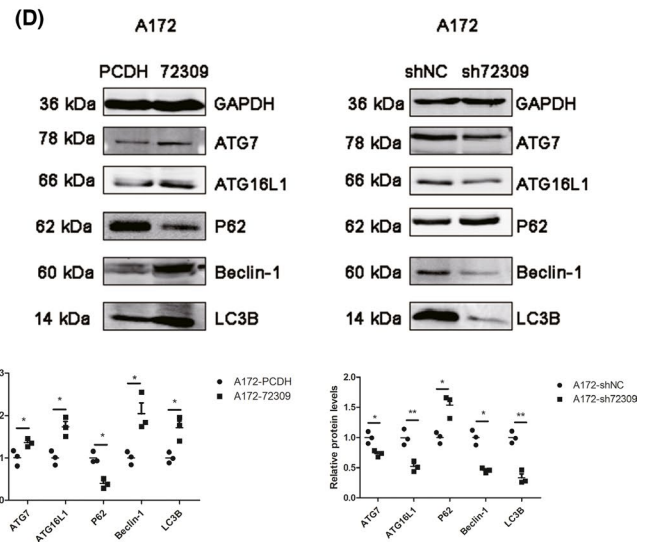 (D)
A172
PCDH 72309
36 kDa GAPDH
78 kDa ATG7
66 kDa ATG16L1
62 kDa P62
60 kDa Beclin-1
14 kDa LC3B
A172
shNC sh72309
36 kDa GAPDH
78 kDa ATG7
66 kDa ATG16L1
62 kDa P62
60 kDa Beclin-1
14 kDa LC3B
3
2
1
0
* * * * *
A172-PCDH
A172-72309
ATG7 ATG16L1 P62 Beclin-1 LC3B
Relative protein levels
2.0
1.5
1.0
0.5
0.0
* ** * * **
A172-shNC
A172-sh72309
ATG7 ATG16L1 P62 Beclin-1 LC3B